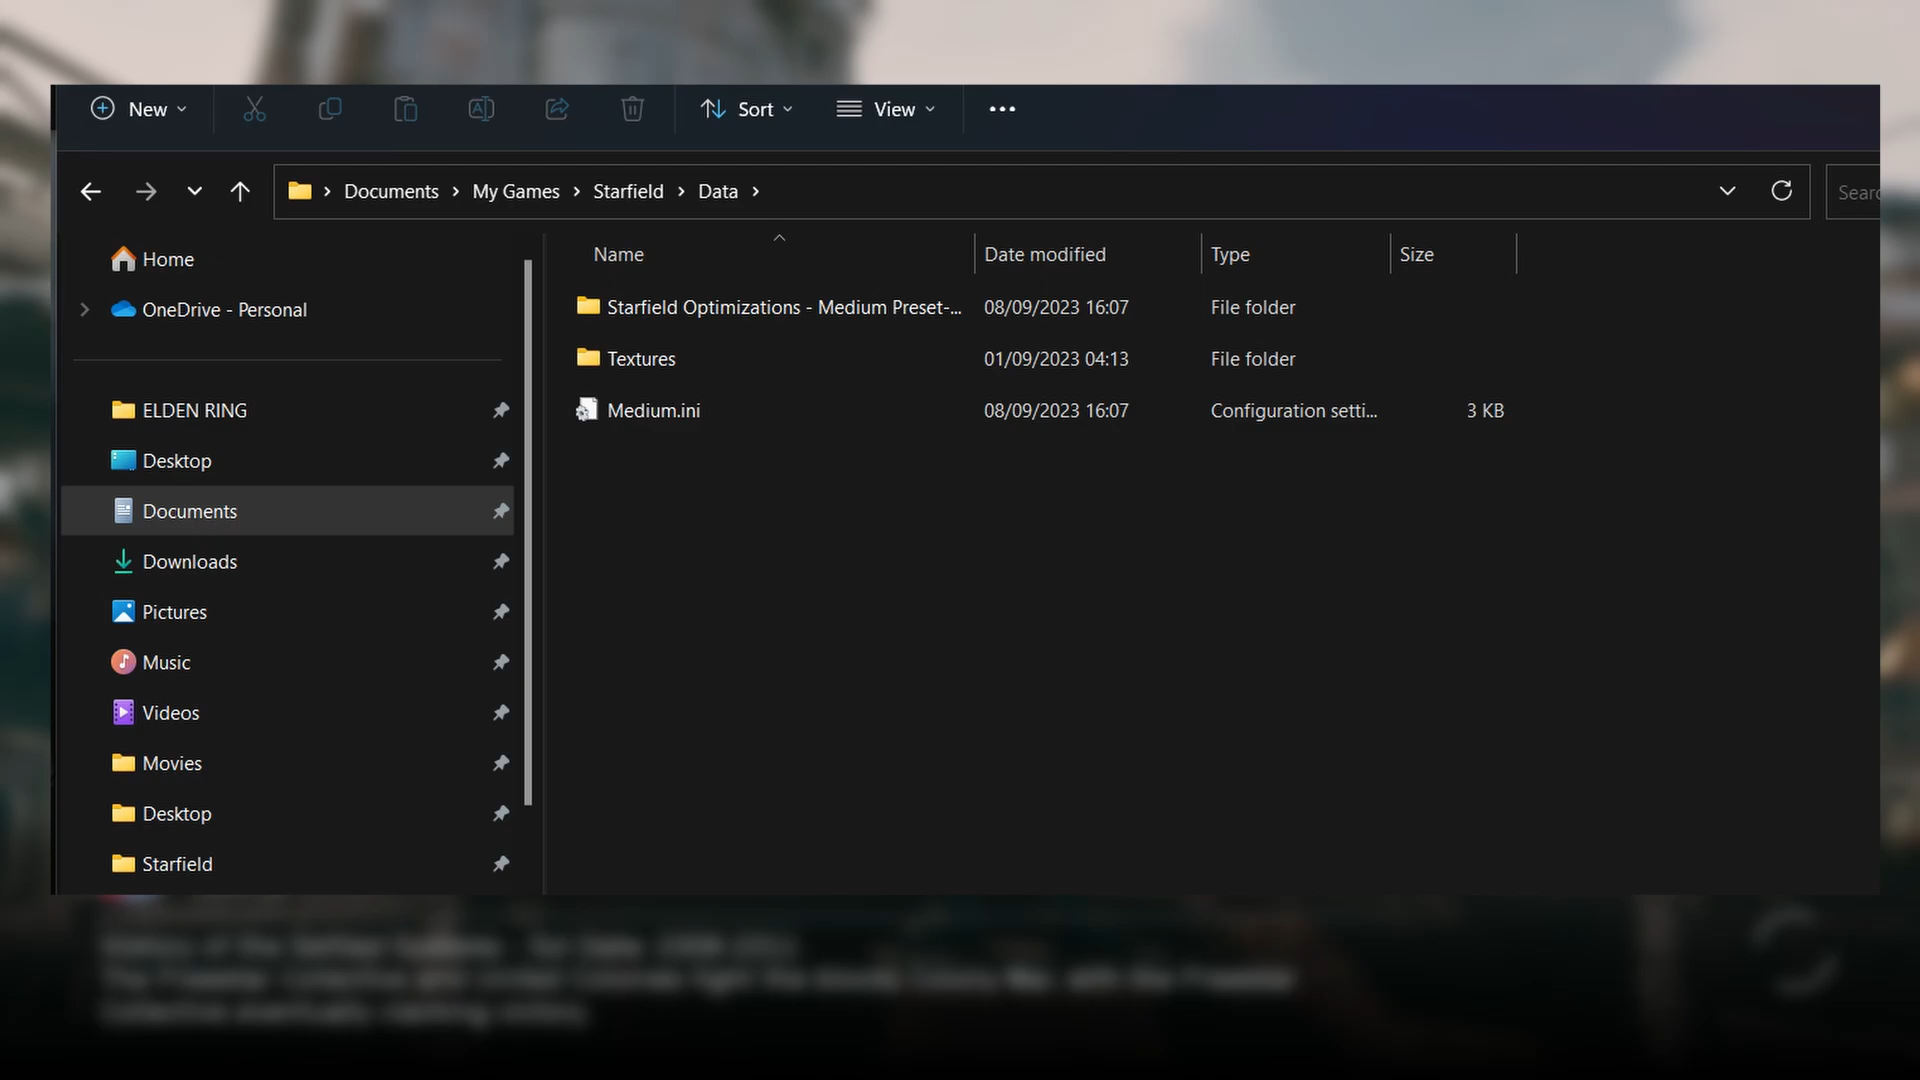 New
Sort
View
Documents > My Games > Starfield > Data >
Sear
Home
OneDrive - Personal
ELDEN RING
Desktop
Documents
Downloads
Pictures
Music
Videos
Movies
Desktop
Starfield
Name Date modified Type Size
Starfield Optimizations - Medium Preset-... 08/09/2023 16:07 File folder
Textures 01/09/2023 04:13 File folder
Medium.ini 08/09/2023 16:07 Configuration setti... 3 KB